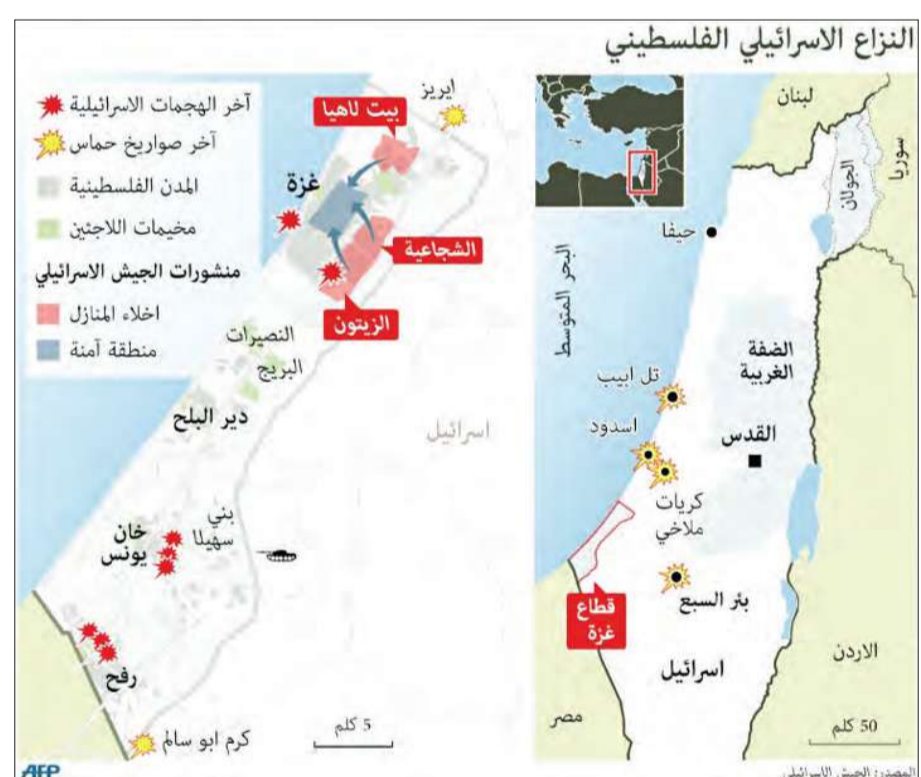 النزاع الاسرائيلي الفلسطيني
لبنان
سوريا
الجولان
حيفا
البحر المتوسط
الضفة
الغربية
تل ابيب
اسدود
القدس
كريات
ملاخي
قطاع
غزة
بئر السبع
اسرائيل
الاردن
مصر
50 كلم
المصدر: الجيش الاسرائيلي
آخر الهجمات الاسرائيلية
آخر صواريخ حماس
المدن الفلسطينية
مخيمات اللاجئين
منشورات الجيش الاسرائيلي
اخلاء المنازل
منطقة آمنة
ايريز
بيت لاهيا
غزة
الشجاعية
الزيتون
النصيرات
البريج
دير البلح
اسرائيل
بني
سهيلا
خان
يونس
رفح
كرم ابو سالم
5 كلم
AFP